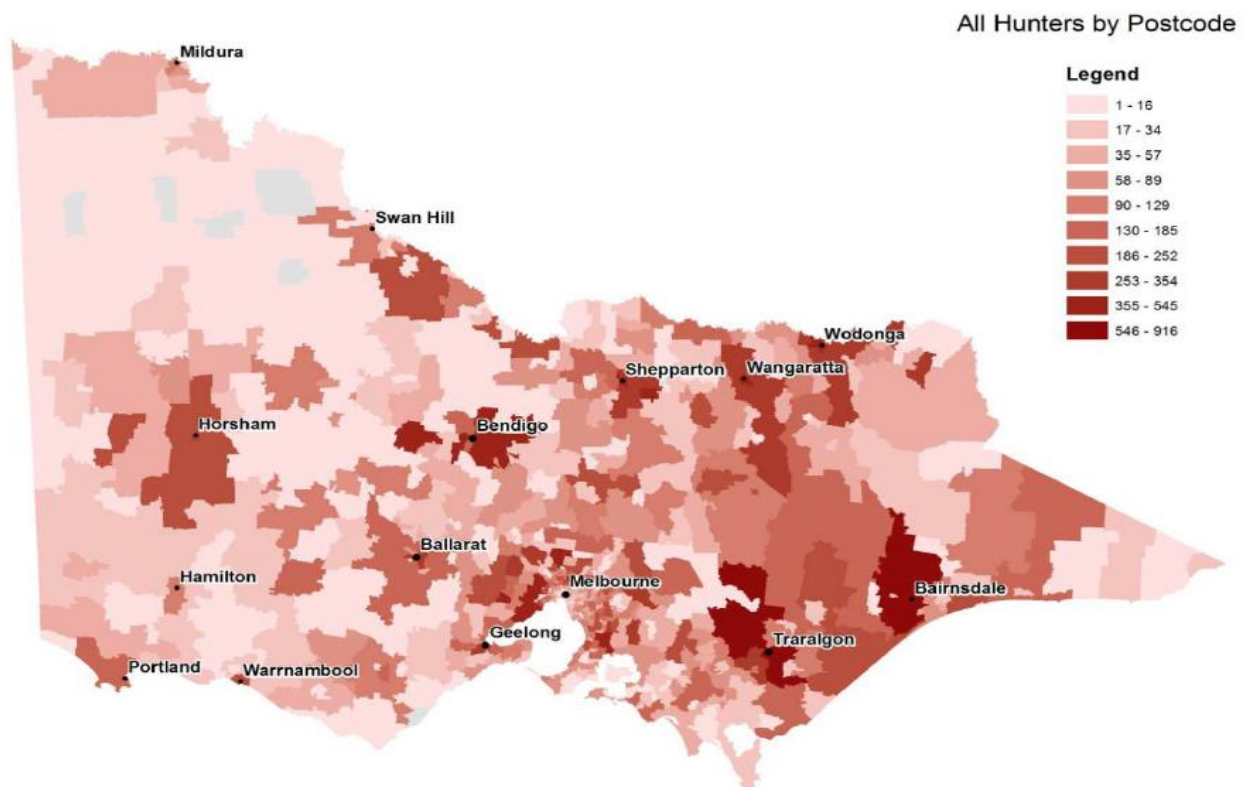 All Hunters by Postcode
Legend
1 - 16
17 - 34
35 - 57
58 - 89
90 - 129
130 - 185
186 - 252
253 - 354
355 - 545
546 - 916
Mildura
Swan Hill
Wodonga
Shepparton
Wangaratta
Horsham
Bendigo
Ballarat
Hamilton
Melbourne
Bairnsdale
Geelong
Traralgon
Portland
Warrnambool